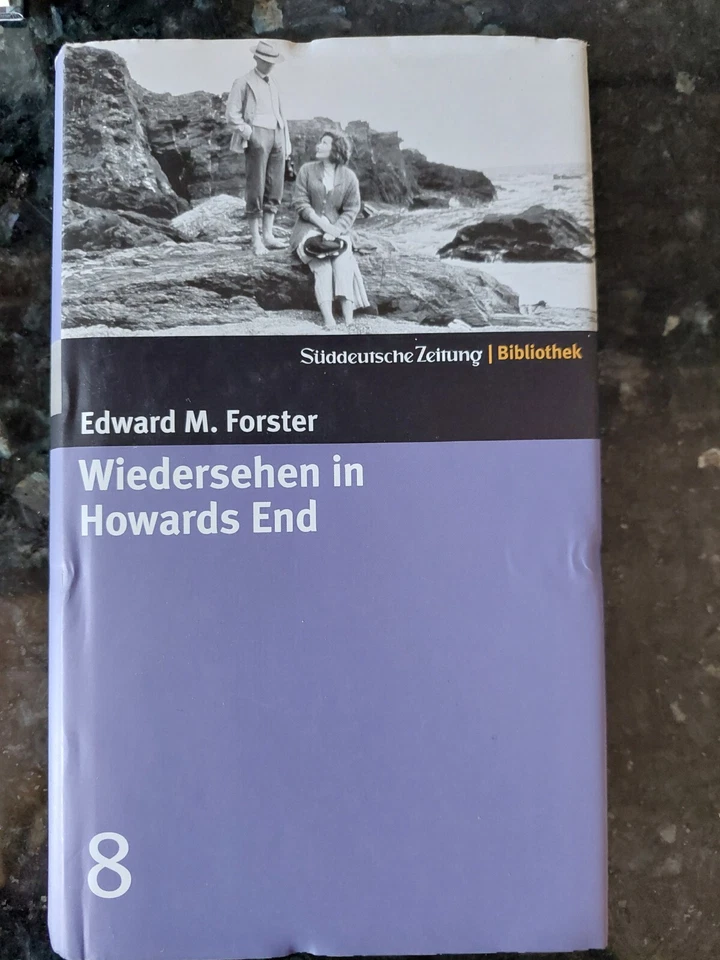 Süddeutsche Zeitung | Bibliothek
Edward M. Forster
Wiedersehen in
Howards End
8